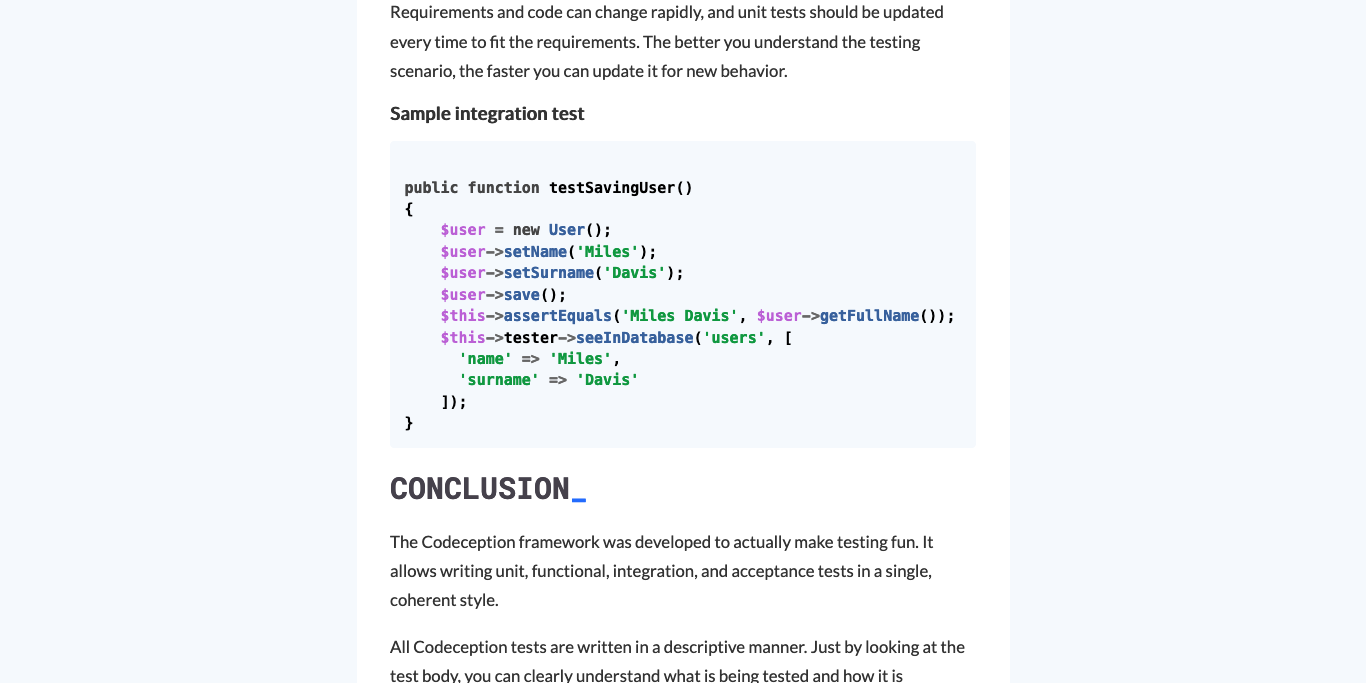 Requirements and code can change rapidly, and unit tests should be updated
every time to fit the requirements. The better you understand the testing
scenario, the faster you can update it for new behavior.
Sample integration test
public function testSavingUser()
{
    $user = new User();
    $user->setName('Miles');
    $user->setSurname('Davis');
    $user->save();
    $this->assertEquals('Miles Davis', $user->getFullName());
    $this->tester->seeInDatabase('users', [
      'name' => 'Miles',
      'surname' => 'Davis'
    ]);
}
CONCLUSION_
The Codeception framework was developed to actually make testing fun. It
allows writing unit, functional, integration, and acceptance tests in a single,
coherent style.
All Codeception tests are written in a descriptive manner. Just by looking at the
test body, you can clearly understand what is being tested and how it is